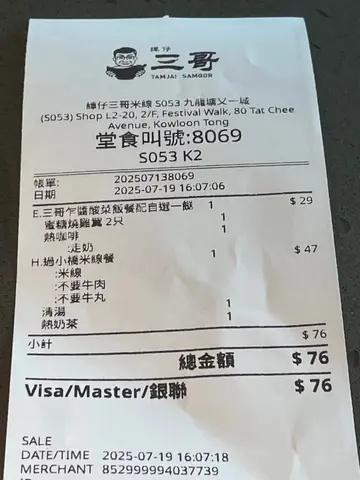 譚仔
三哥
TAMJAI SAMGOR
譚仔三哥米線 S053 九龍塘又一城
(S053) Shop L2-20, 2/F, Festival Walk, 80 Tat Chee
Avenue, Kowloon Tong
堂食叫號:8069
S053 K2
帳單: 202507138069
日期 2025-07-19 16:07:06
E.三哥乍醬酸菜飯餐配自選一餸 1 $ 29
蜜糖燒雞翼 2只 1
熱咖啡 1
:走奶
H.過小橋米線餐 1 $ 47
:米線
:不要牛肉
:不要牛丸
清湯 1
熱奶茶 1
小計 $ 76
總金額 $ 76
Visa/Master/銀聯 $ 76
SALE
DATE/TIME 2025-07-19 16:07:18
MERCHANT 852999994037739